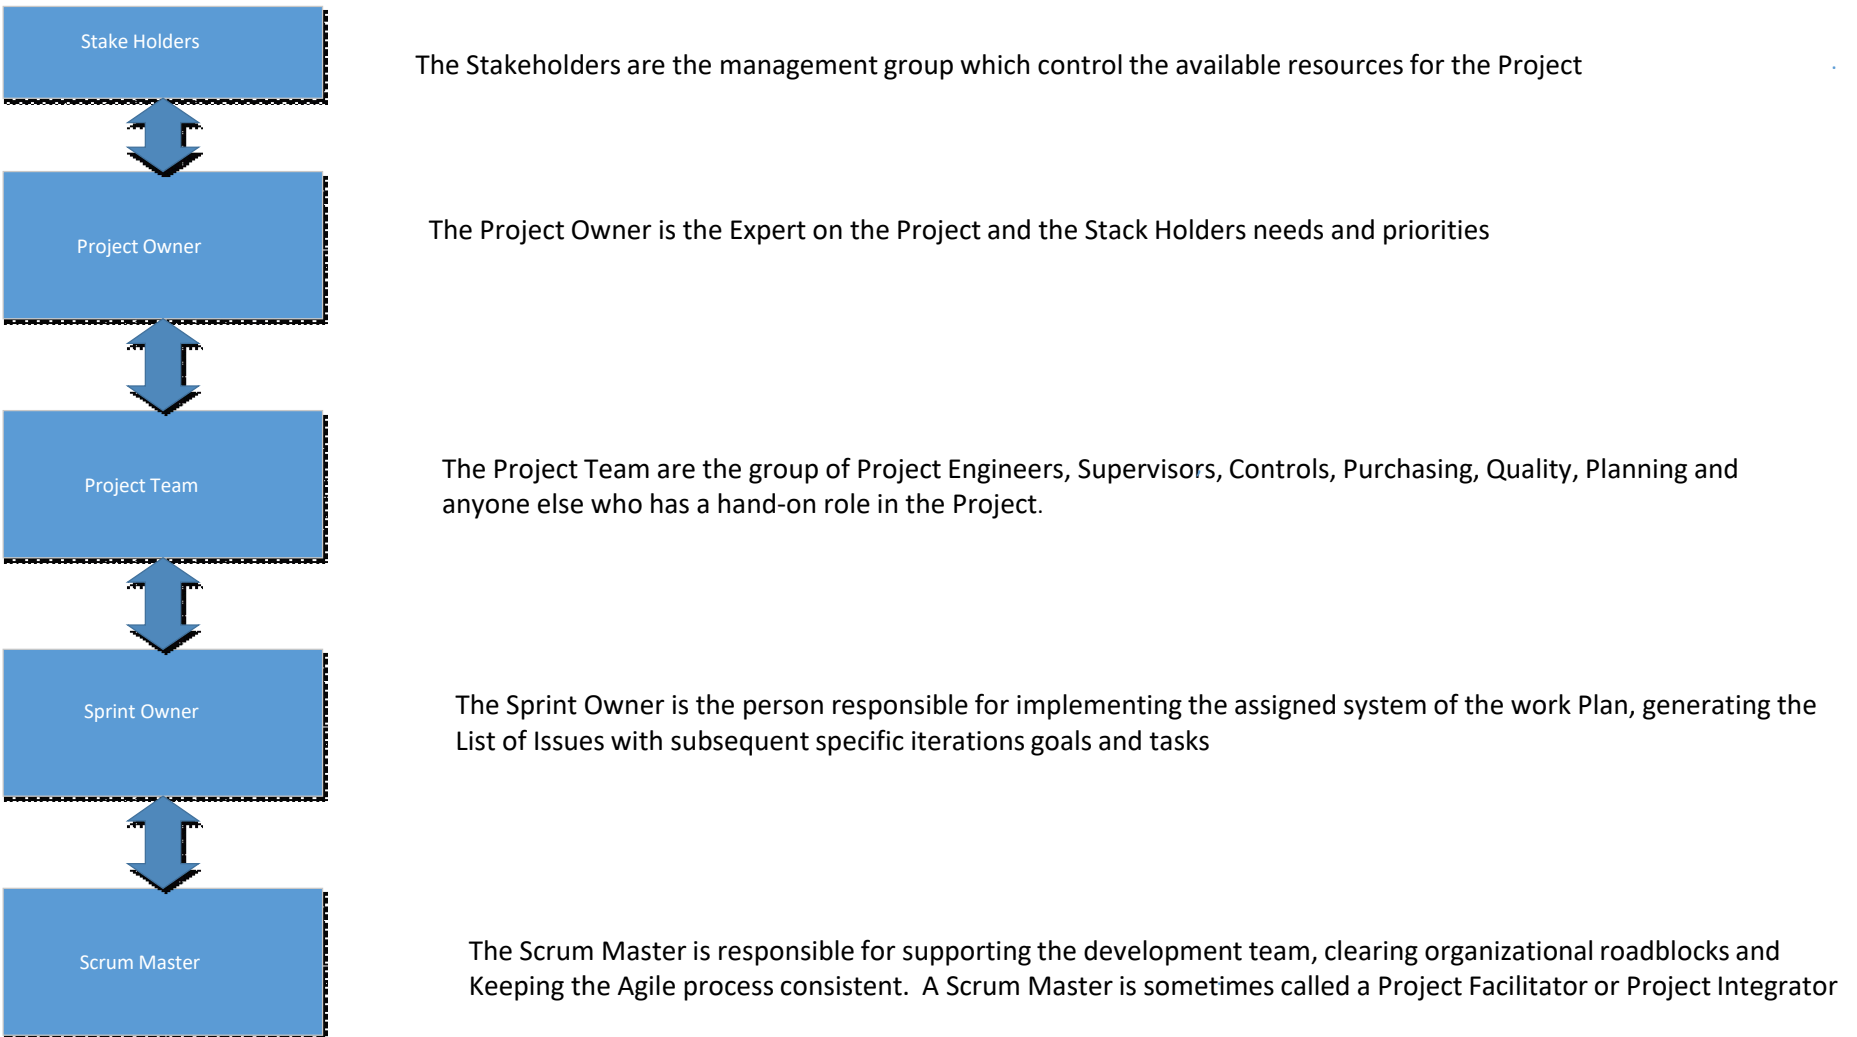 Stake Holders
The Stakeholders are the management group which control the available resources for the Project
Project Owner
The Project Owner is the Expert on the Project and the Stack Holders needs and priorities
Project Team
The Project Team are the group of Project Engineers, Supervisors, Controls, Purchasing, Quality, Planning and
anyone else who has a hand-on role in the Project.
Sprint Owner
The Sprint Owner is the person responsible for implementing the assigned system of the work Plan, generating the
List of Issues with subsequent specific iterations goals and tasks
Scrum Master
The Scrum Master is responsible for supporting the development team, clearing organizational roadblocks and
Keeping the Agile process consistent.  A Scrum Master is sometimes called a Project Facilitator or Project Integrator